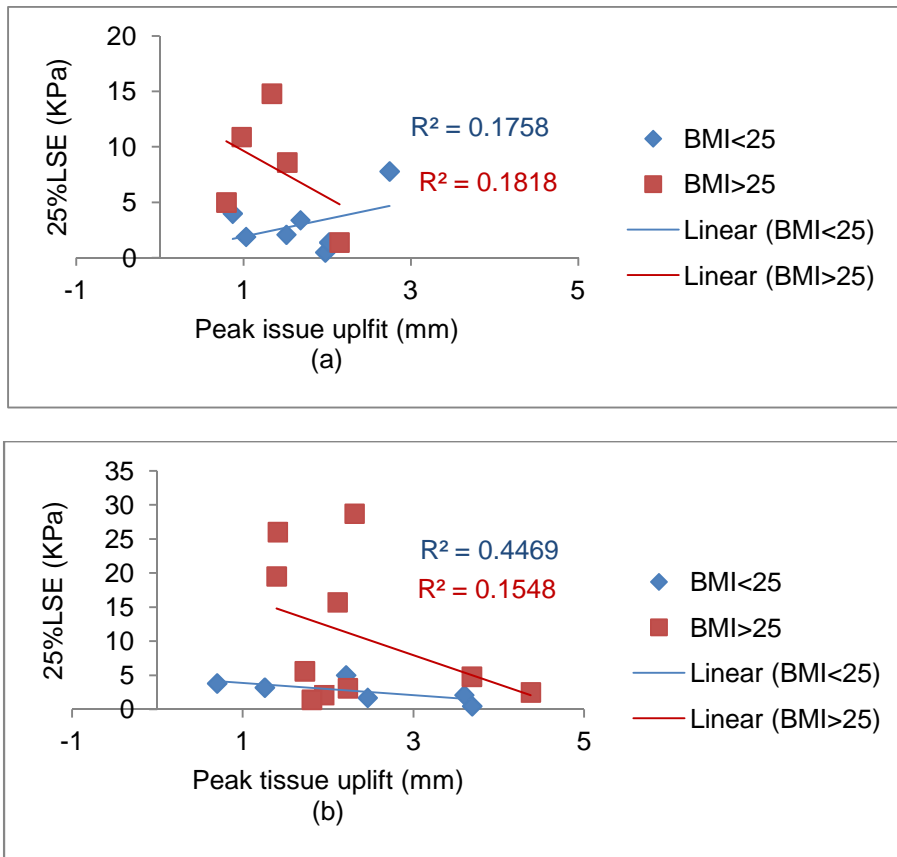 20
15
10
5
0
-1 1 3 5
25%LSE (KPa)
Peak issue uplfit (mm)
(a)
R² = 0.1758
R² = 0.1818
BMI<25
BMI>25
Linear (BMI<25)
Linear (BMI>25)
35
30
25
20
15
10
5
0
-1 1 3 5
25%LSE (KPa)
Peak tissue uplift (mm)
(b)
R² = 0.4469
R² = 0.1548
BMI<25
BMI>25
Linear (BMI<25)
Linear (BMI>25)